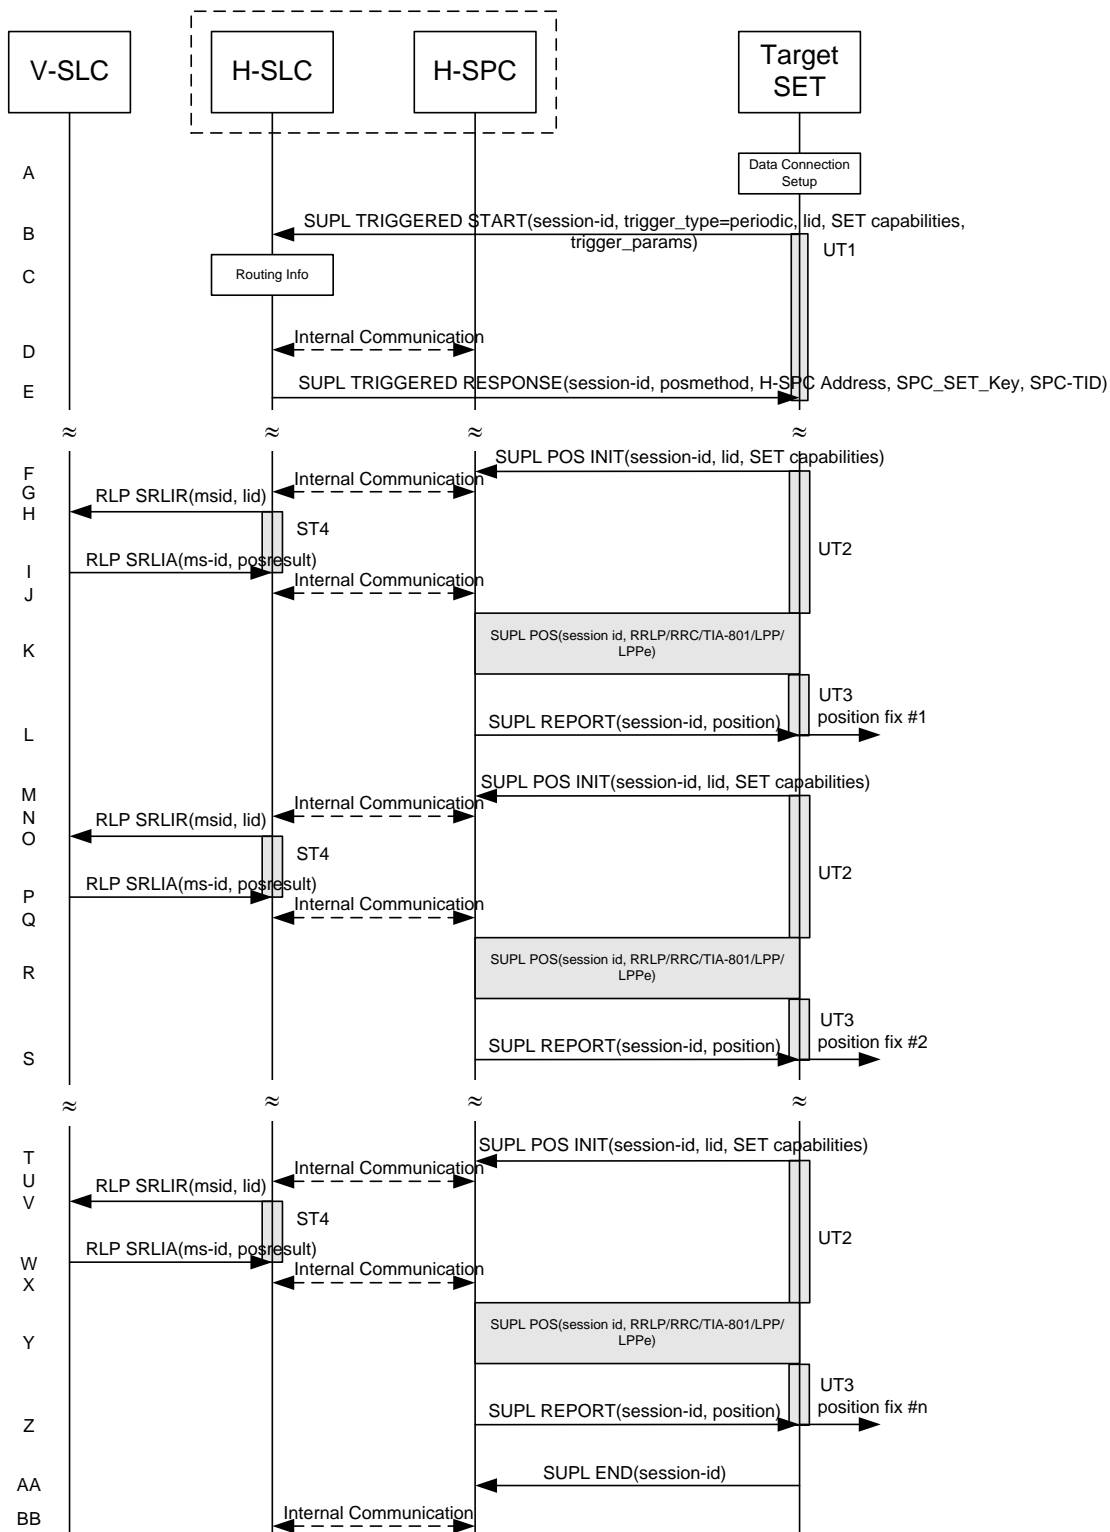 V-SLC
H-SLC
H-SPC
Target
SET
A
Data Connection
Setup
B
SUPL TRIGGERED START(session-id, trigger_type=periodic, lid, SET capabilities,
trigger_params)
UT1
C
Routing Info
D
Internal Communication
E
SUPL TRIGGERED RESPONSE(session-id, posmethod, H-SPC Address, SPC_SET_Key, SPC-TID)
≈ ≈ ≈ ≈
F
SUPL POS INIT(session-id, lid, SET capabilities)
G
Internal Communication
H
RLP SRLIR(msid, lid)
ST4
UT2
I
RLP SRLIA(ms-id, posresult)
J
Internal Communication
K
SUPL POS(session id, RRLP/RRC/TIA-801/LPP/
LPPe)
UT3
position fix #1
L
SUPL REPORT(session-id, position)
M
SUPL POS INIT(session-id, lid, SET capabilities)
N
Internal Communication
O
RLP SRLIR(msid, lid)
ST4
UT2
P
RLP SRLIA(ms-id, posresult)
Q
Internal Communication
R
SUPL POS(session id, RRLP/RRC/TIA-801/LPP/
LPPe)
UT3
position fix #2
S
SUPL REPORT(session-id, position)
≈ ≈ ≈ ≈
T
SUPL POS INIT(session-id, lid, SET capabilities)
U
Internal Communication
V
RLP SRLIR(msid, lid)
ST4
UT2
W
RLP SRLIA(ms-id, posresult)
X
Internal Communication
Y
SUPL POS(session id, RRLP/RRC/TIA-801/LPP/
LPPe)
UT3
position fix #n
Z
SUPL REPORT(session-id, position)
AA
SUPL END(session-id)
BB
Internal Communication